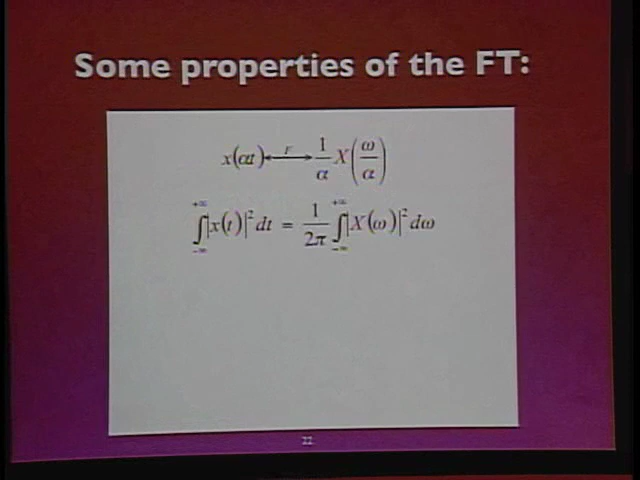 Some properties of the FT:
x(αt) ←F→ 1/α X(ω/α)
∫_{-∞}^{+∞} |x(t)|² dt = 1/2π ∫_{-∞}^{+∞} |X(ω)|² dω
22